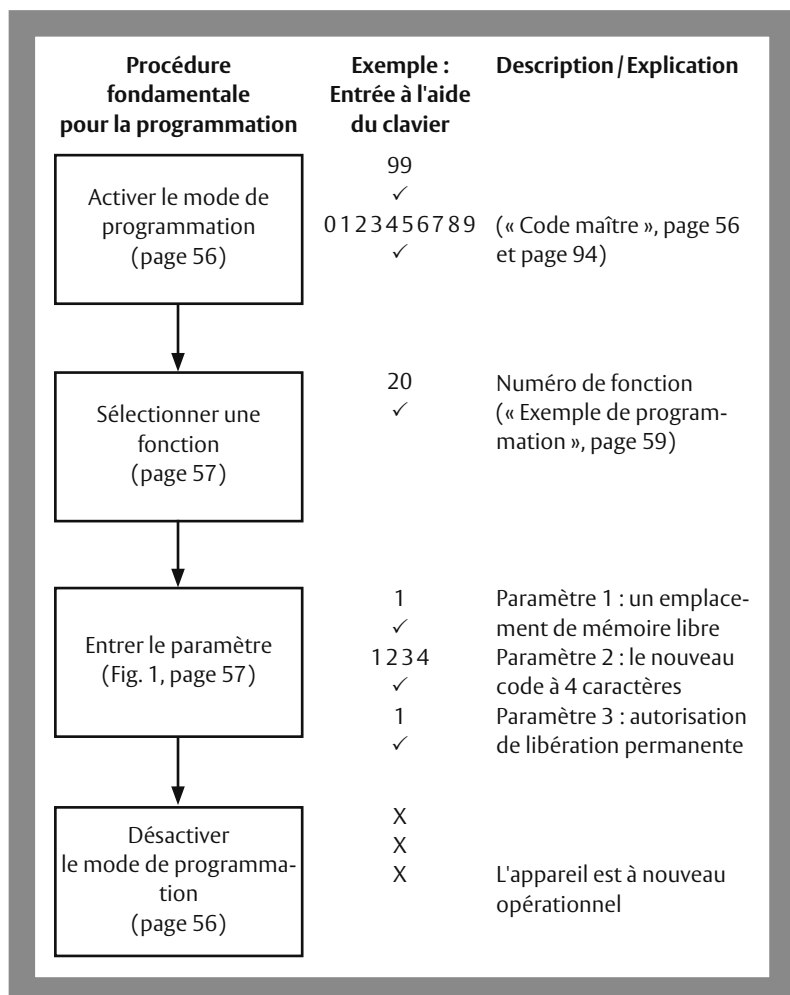 Procédure
fondamentale
pour la programmation
Exemple :
Entrée à l'aide
du clavier
Description / Explication
Activer le mode de
programmation
(page 56)
99
✓
0 1 2 3 4 5 6 7 8 9
✓
(« Code maître », page 56
et page 94)
Sélectionner une
fonction
(page 57)
20
✓
Numéro de fonction
(« Exemple de program-
mation », page 59)
Entrer le paramètre
(Fig. 1, page 57)
1
✓
1 2 3 4
✓
1
✓
Paramètre 1 : un emplace-
ment de mémoire libre
Paramètre 2 : le nouveau
code à 4 caractères
Paramètre 3 : autorisation
de libération permanente
Désactiver
le mode de programma-
tion
(page 56)
X
X
X
L'appareil est à nouveau
opérationnel